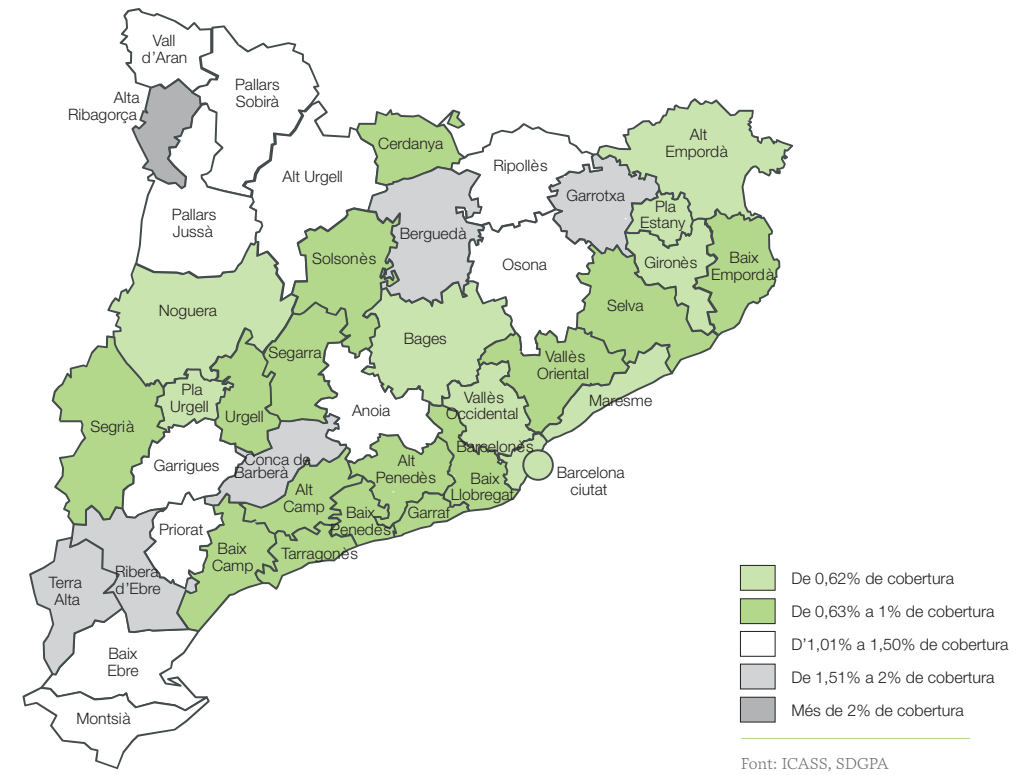 Vall
d'Aran
Alta
Ribagorça
Pallars
Sobirà
Cerdanya
Alt
Empordà
Ripollès
Alt Urgell
Garrotxa
Pla
Estany
Pallars
Jussà
Berguedà
Solsonès
Osona
Gironès
Baix
Empordà
Noguera
Selva
Bages
Segarra
Vallès
Oriental
Pla
Urgell
Urgell
Anoia
Vallès
Occidental
Maresme
Segrià
Barcelonès
Garrigues
Conca de
Barberà
Alt
Penedès
Barcelona
ciutat
Baix
Llobregat
Alt
Camp
Baix
Penedès
Garraf
Priorat
Baix
Camp
Tarragonès
Ribera
d'Ebre
Terra
Alta
Baix
Ebre
Montsià
De 0,62% de cobertura
De 0,63% a 1% de cobertura
D'1,01% a 1,50% de cobertura
De 1,51% a 2% de cobertura
Més de 2% de cobertura
Font: ICASS, SDGPA